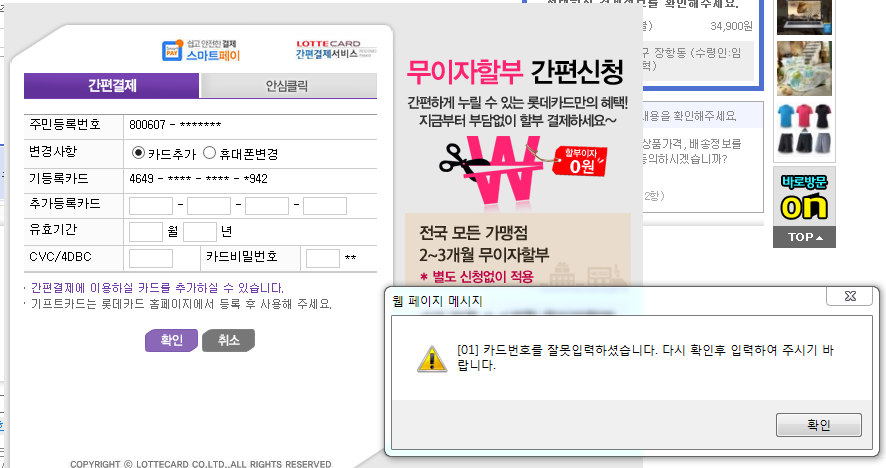 쉽고 안전한 결제
스마트페이
LOTTECARD
간편결제서비스
간편결제
안심클릭
주민등록번호 800607 - *******
변경사항 카드추가 휴대폰변경
기등록카드 4649 - **** - **** - *942
추가등록카드 - - -
유효기간 월 년
CVC/4DBC 카드비밀번호 **
간편결제에 이용하실 카드를 추가하실 수 있습니다.
기프트카드는 롯데카드 홈페이지에서 등록 후 사용해 주세요.
확인 취소
COPYRIGHT © LOTTECARD CO.LTD..ALL RIGHTS RESERVED
무이자할부 간편신청
간편하게 누릴 수 있는 롯데카드만의 혜택!
지금부터 부담없이 할부 결제하세요~
W
할부이자
0원
전국 모든 가맹점
2~3개월 무이자할부
* 별도 신청없이 적용
34,900원
구 장항동 (수령인:임
내용을 확인해주세요.
상품가격, 배송정보를
동의하시겠습니까?
2항)
바로방문
on
TOP
웹 페이지 메시지
[01] 카드번호를 잘못입력하셨습니다. 다시 확인후 입력하여 주시기 바
랍니다.
확인